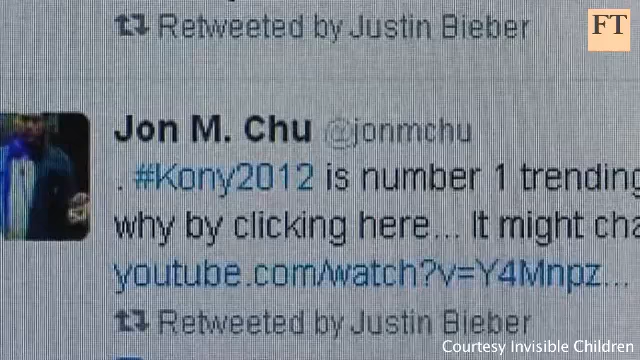 Retweeted by Justin Bieber
FT
Jon M. Chu @jonmchu
. #Kony2012 is number 1 trending
why by clicking here... It might cha
youtube.com/watch?v=Y4Mnpz...
Retweeted by Justin Bieber
Courtesy Invisible Children